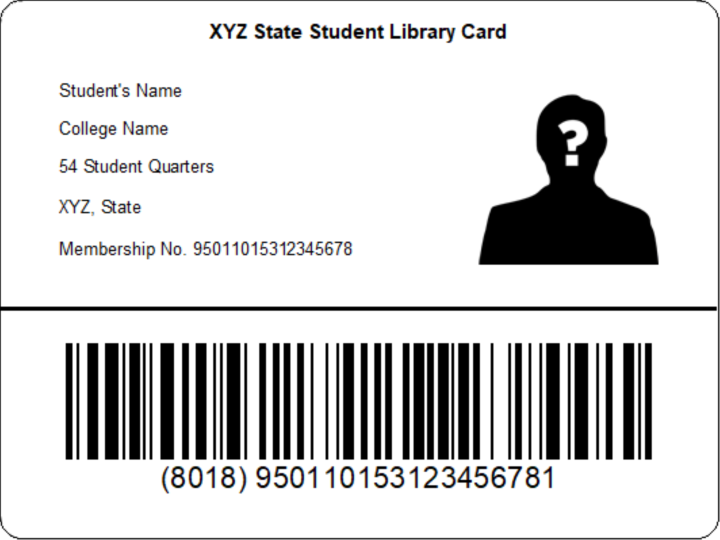 XYZ State Student Library Card
Student's Name
College Name
54 Student Quarters
XYZ, State
Membership No. 95011015312345678
?
(8018) 950110153123456781